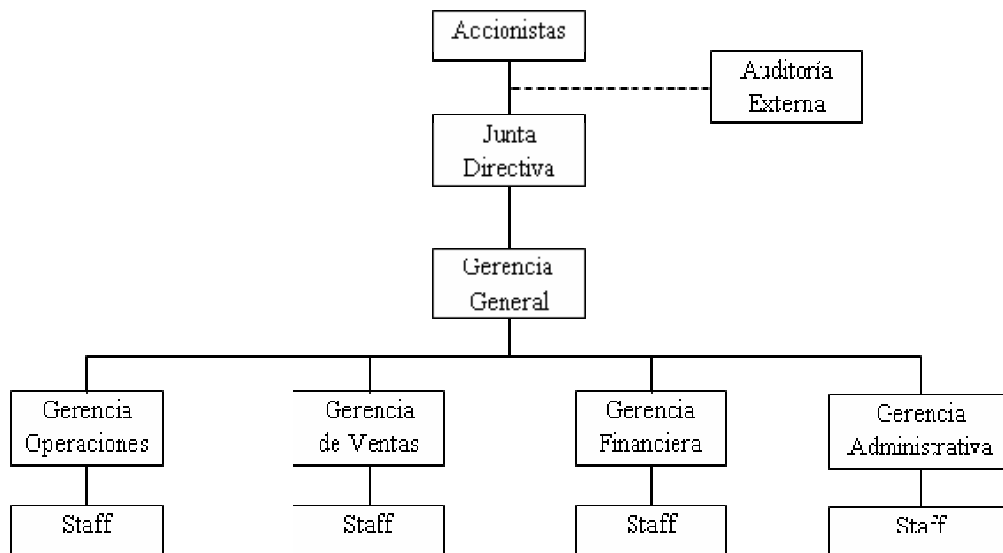 Accionistas
Auditoría
Externa
Junta
Directiva
Gerencia
General
Gerencia
Operaciones
Gerencia
de Ventas
Gerencia
Financiera
Gerencia
Administrativa
Staff
Staff
Staff
Staff